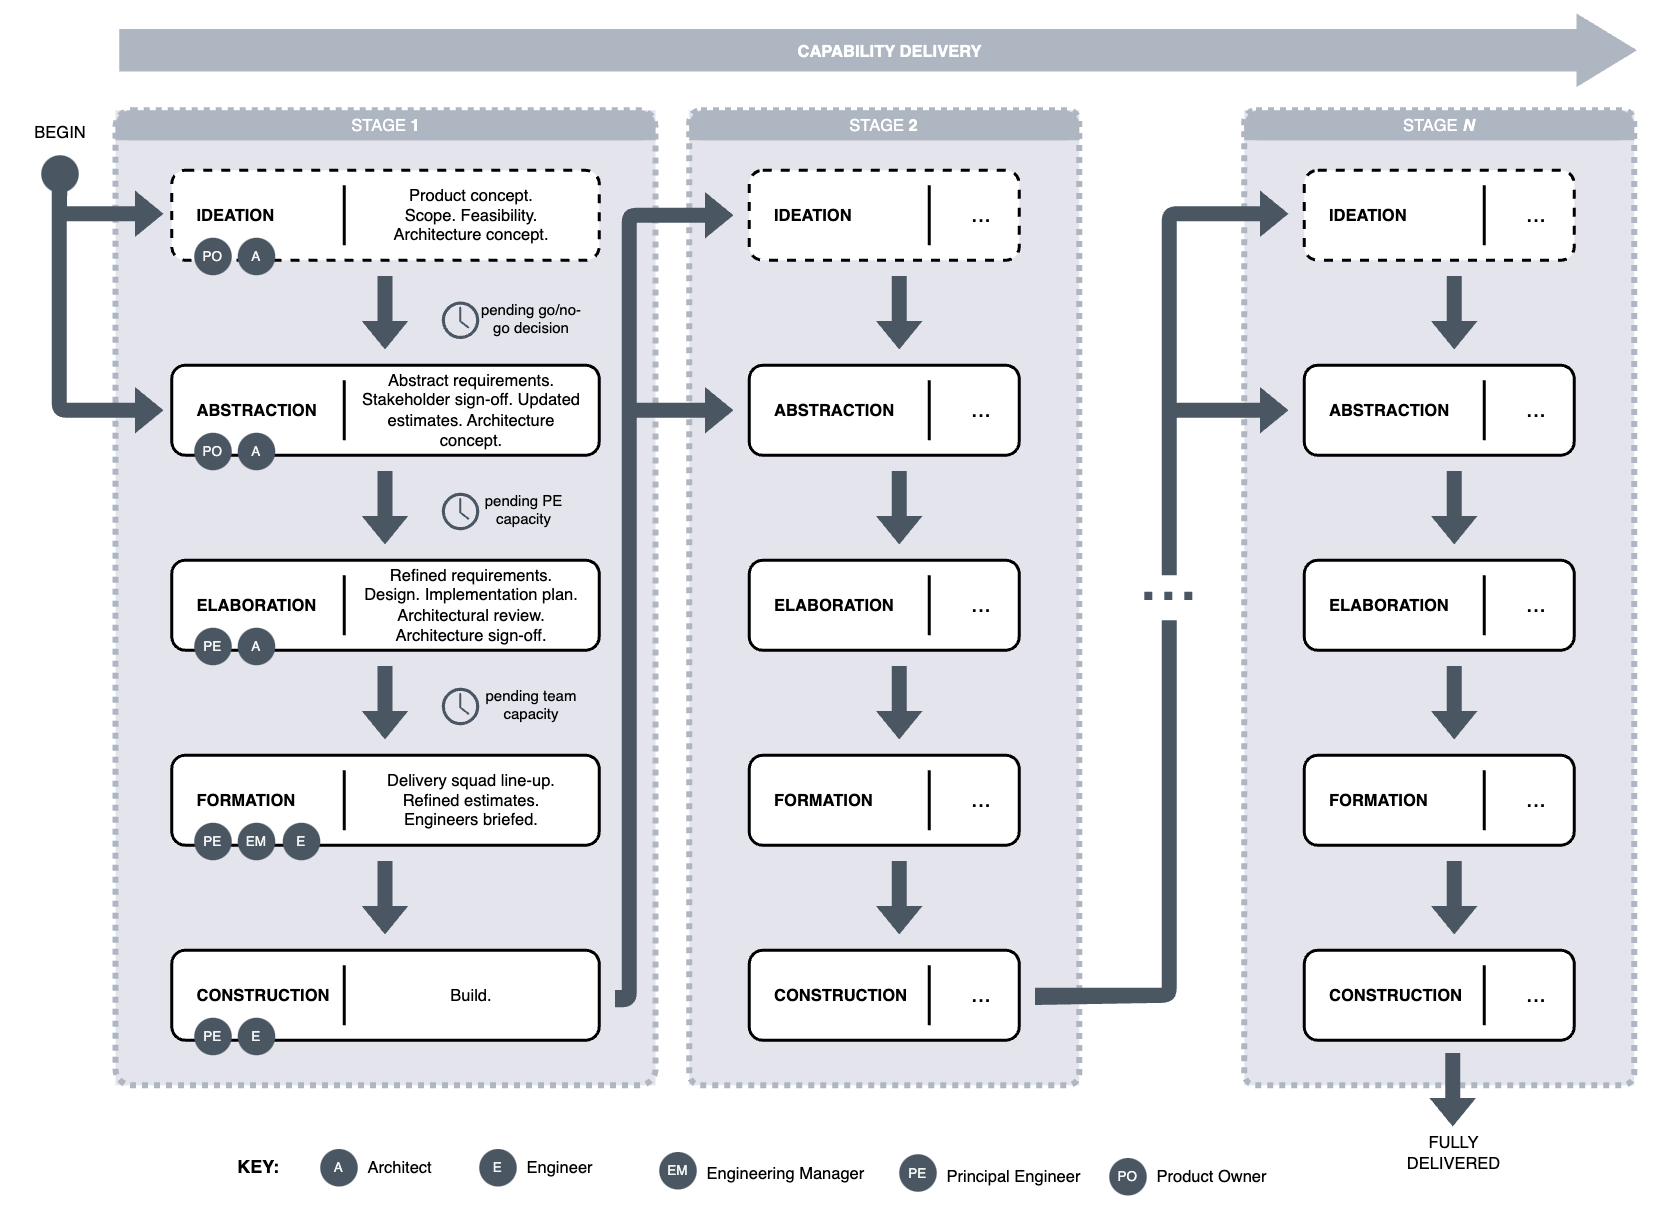 CAPABILITY DELIVERY
BEGIN
STAGE 1
IDEATION
Product concept.
Scope. Feasibility.
Architecture concept.
PO
A
pending go/no-
go decision
ABSTRACTION
Abstract requirements.
Stakeholder sign-off. Updated
estimates. Architecture
concept.
PO
A
pending PE
capacity
ELABORATION
Refined requirements.
Design. Implementation plan.
Architectural review.
Architecture sign-off.
PE
A
pending team
capacity
FORMATION
Delivery squad line-up.
Refined estimates.
Engineers briefed.
PE
EM
E
CONSTRUCTION
Build.
PE
E
STAGE 2
IDEATION
...
ABSTRACTION
...
ELABORATION
...
FORMATION
...
CONSTRUCTION
...
...
STAGE N
IDEATION
...
ABSTRACTION
...
ELABORATION
...
FORMATION
...
CONSTRUCTION
...
FULLY
DELIVERED
KEY:
A Architect
E Engineer
EM Engineering Manager
PE Principal Engineer
PO Product Owner